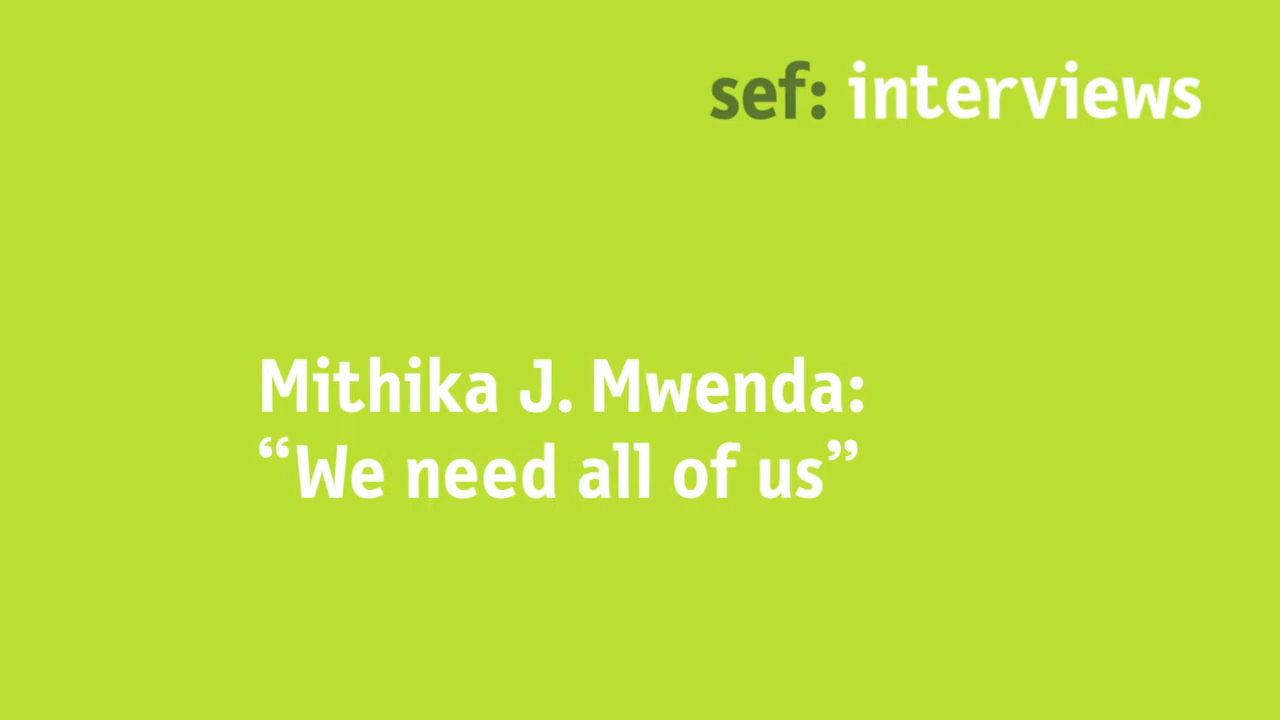 sef: interviews
Mithika J. Mwenda:
“We need all of us”